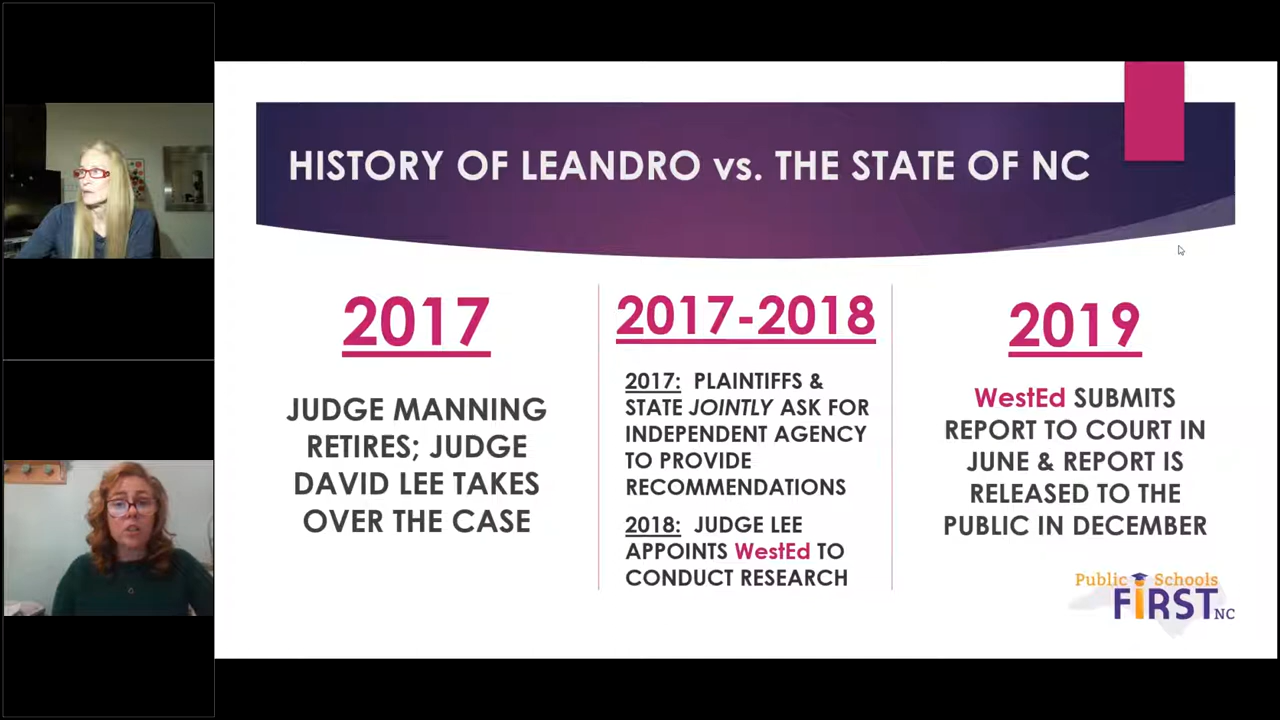 HISTORY OF LEANDRO vs. THE STATE OF NC
2017
JUDGE MANNING
RETIRES; JUDGE
DAVID LEE TAKES
OVER THE CASE
2017-2018
2017: PLAINTIFFS &
STATE JOINTLY ASK FOR
INDEPENDENT AGENCY
TO PROVIDE
RECOMMENDATIONS
2018: JUDGE LEE
APPOINTS WestEd TO
CONDUCT RESEARCH
2019
WestEd SUBMITS
REPORT TO COURT IN
JUNE & REPORT IS
RELEASED TO THE
PUBLIC IN DECEMBER
Public Schools
FiRST NC